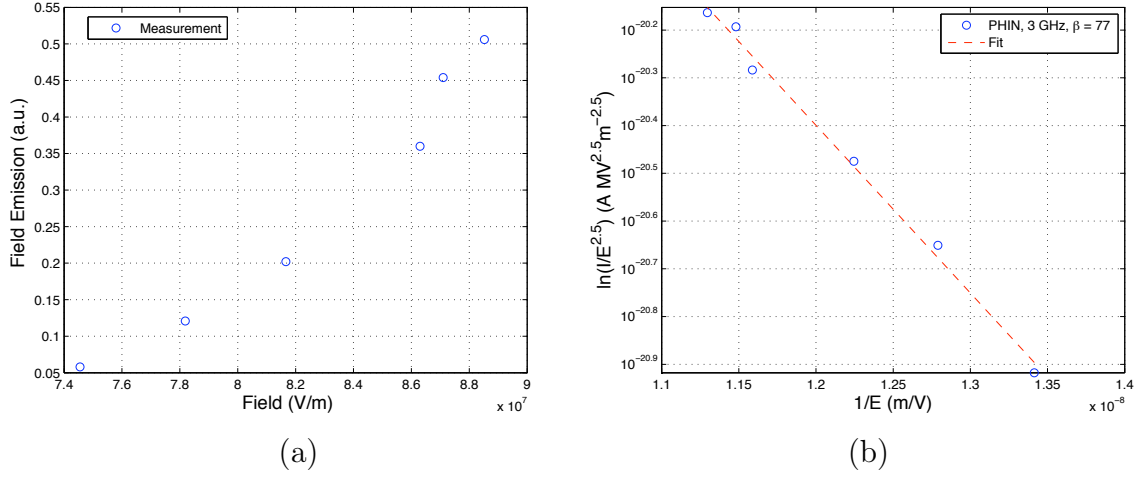 0.55
0.5
0.45
0.4
0.35
0.3
0.25
0.2
0.15
0.1
0.05
Field Emission (a.u.)
Measurement
7.4 7.6 7.8 8 8.2 8.4 8.6 8.8 9
Field (V/m)
x 10^7
(a)
10^-20.2
10^-20.3
10^-20.4
10^-20.5
10^-20.6
10^-20.7
10^-20.8
10^-20.9
ln(I/E^2.5) (A MV^2.5m^-2.5)
PHIN, 3 GHz, β = 77
Fit
1.1 1.15 1.2 1.25 1.3 1.35 1.4
1/E (m/V)
x 10^-8
(b)